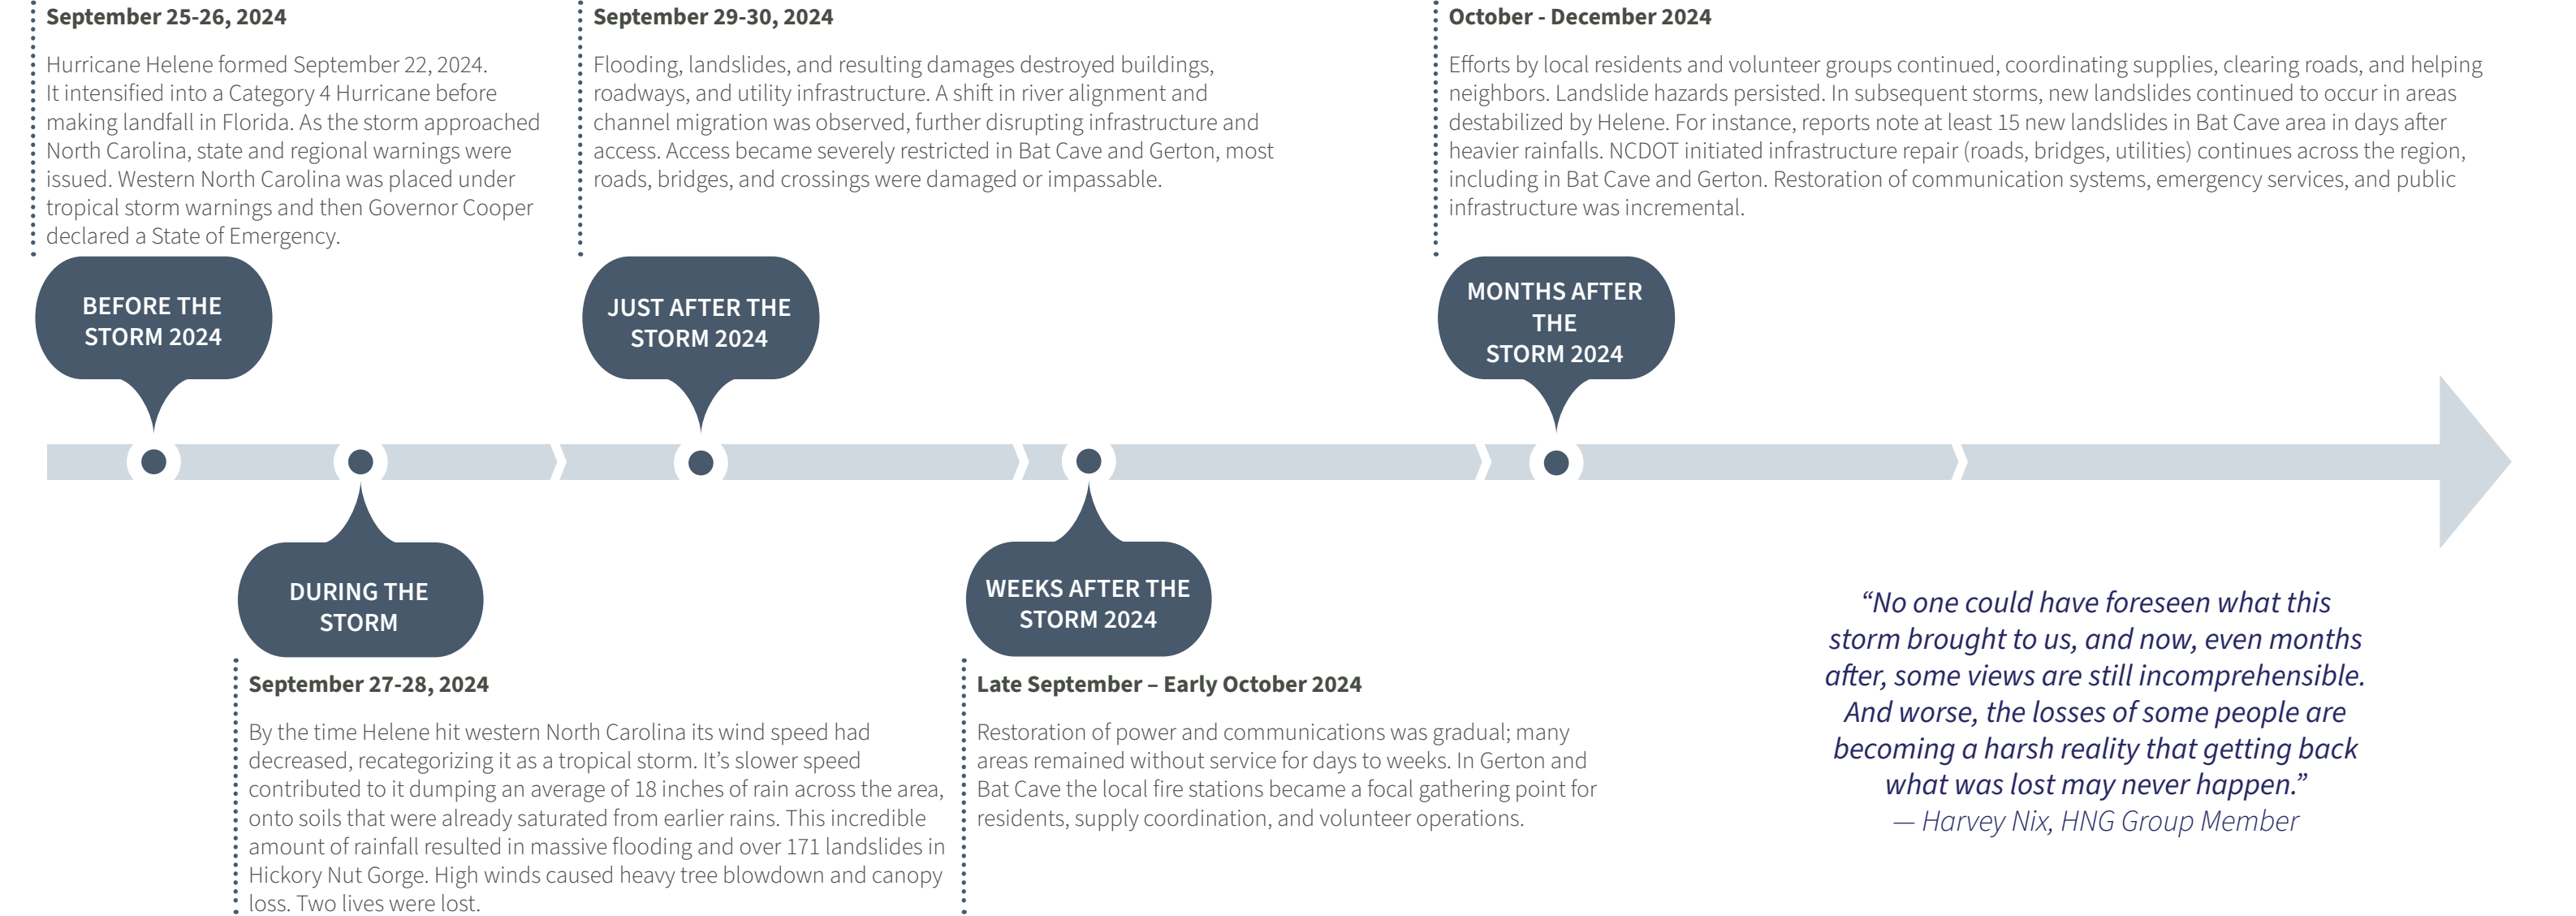 September 25-26, 2024
Hurricane Helene formed September 22, 2024.
It intensified into a Category 4 Hurricane before
making landfall in Florida. As the storm approached
North Carolina, state and regional warnings were
issued. Western North Carolina was placed under
tropical storm warnings and then Governor Cooper
declared a State of Emergency.
BEFORE THE
STORM 2024
September 27-28, 2024
By the time Helene hit western North Carolina its wind speed had
decreased, recategorizing it as a tropical storm. It’s slower speed
contributed to it dumping an average of 18 inches of rain across the area,
onto soils that were already saturated from earlier rains. This incredible
amount of rainfall resulted in massive flooding and over 171 landslides in
Hickory Nut Gorge. High winds caused heavy tree blowdown and canopy
loss. Two lives were lost.
DURING THE
STORM
September 29-30, 2024
Flooding, landslides, and resulting damages destroyed buildings,
roadways, and utility infrastructure. A shift in river alignment and
channel migration was observed, further disrupting infrastructure and
access. Access became severely restricted in Bat Cave and Gerton, most
roads, bridges, and crossings were damaged or impassable.
JUST AFTER THE
STORM 2024
WEEKS AFTER THE
STORM 2024
Late September – Early October 2024
Restoration of power and communications was gradual; many
areas remained without service for days to weeks. In Gerton and
Bat Cave the local fire stations became a focal gathering point for
residents, supply coordination, and volunteer operations.
October - December 2024
Efforts by local residents and volunteer groups continued, coordinating supplies, clearing roads, and helping
neighbors. Landslide hazards persisted. In subsequent storms, new landslides continued to occur in areas
destabilized by Helene. For instance, reports note at least 15 new landslides in Bat Cave area in days after
heavier rainfalls. NCDOT initiated infrastructure repair (roads, bridges, utilities) continues across the region,
including in Bat Cave and Gerton. Restoration of communication systems, emergency services, and public
infrastructure was incremental.
MONTHS AFTER
THE
STORM 2024
“No one could have foreseen what this
storm brought to us, and now, even months
after, some views are still incomprehensible.
And worse, the losses of some people are
becoming a harsh reality that getting back
what was lost may never happen.”
— Harvey Nix, HNG Group Member